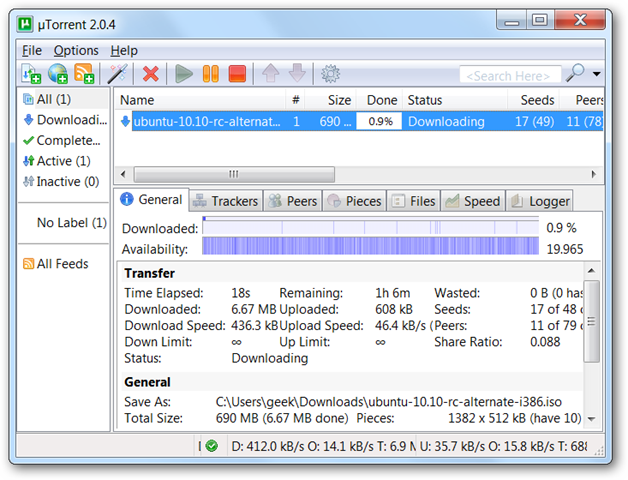 µTorrent 2.0.4
File Options Help
<Search Here>
All (1)
Downloadi...
Complete...
Active (1)
Inactive (0)
No Label (1)
All Feeds
Name # Size Done Status Seeds Peers
ubuntu-10.10-rc-alternat... 1 690 ... 0.9% Downloading 17 (49) 11 (78)
General Trackers Peers Pieces Files Speed Logger
Downloaded: 0.9 %
Availability: 19.965
Transfer
Time Elapsed: 18s Remaining: 1h 6m Wasted: 0 B (0 has
Downloaded: 6.67 MB Uploaded: 608 kB Seeds: 17 of 48 c
Download Speed: 436.3 kB Upload Speed: 46.4 kB/s ( Peers: 11 of 79 c
Down Limit: ∞ Up Limit: ∞ Share Ratio: 0.088
Status: Downloading
General
Save As: C:\Users\geek\Downloads\ubuntu-10.10-rc-alternate-i386.iso
Total Size: 690 MB (6.67 MB done) Pieces: 1382 x 512 kB (have 10)
D: 412.0 kB/s O: 14.1 kB/s T: 6.9 M U: 35.7 kB/s O: 15.8 kB/s T: 688